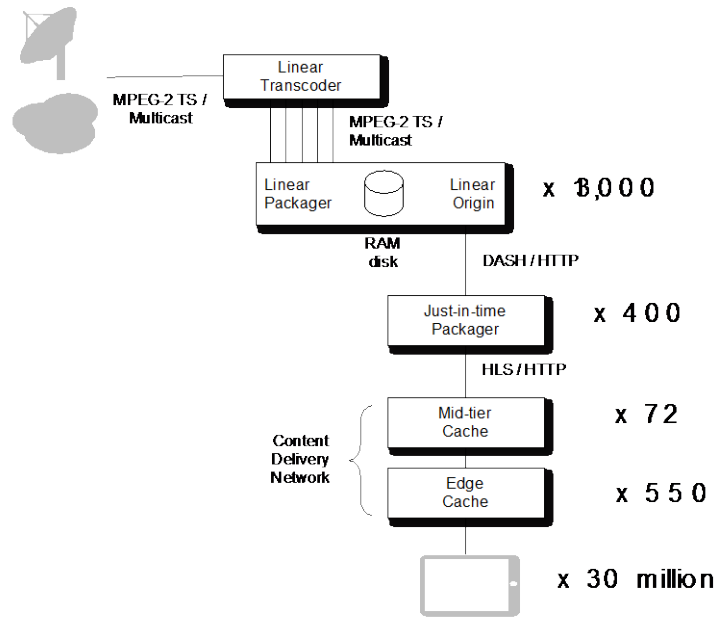 Linear
Transcoder
MPEG-2 TS /
Multicast
MPEG-2 TS /
Multicast
Linear
Packager
Linear
Origin
RAM
disk
DASH / HTTP
Just-in-time
Packager
x 400
HLS / HTTP
Mid-tier
Cache
x 72
Content
Delivery
Network
Edge
Cache
x 550
x 30 million